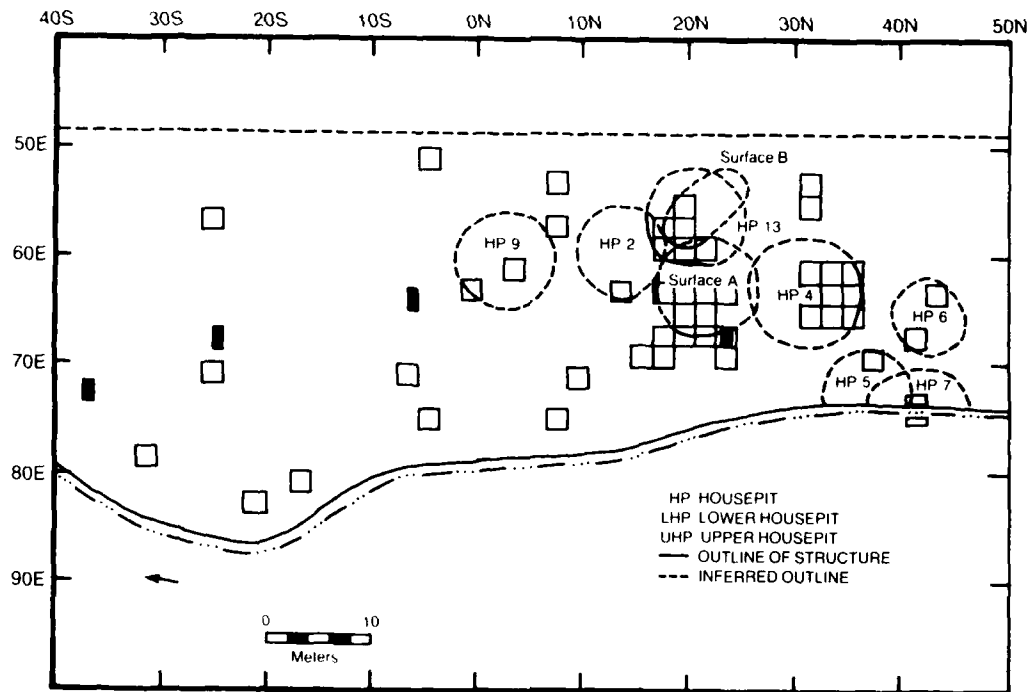 40S 30S 20S 10S 0N 10N 20N 30N 40N 50N
50E
60E
70E
80E
90E
Surface B
HP 13
HP 9
HP 2
Surface A
HP 4
HP 6
HP 5
HP 7
HP HOUSEPIT
LHP LOWER HOUSEPIT
UHP UPPER HOUSEPIT
OUTLINE OF STRUCTURE
INFERRED OUTLINE
0 10
Meters